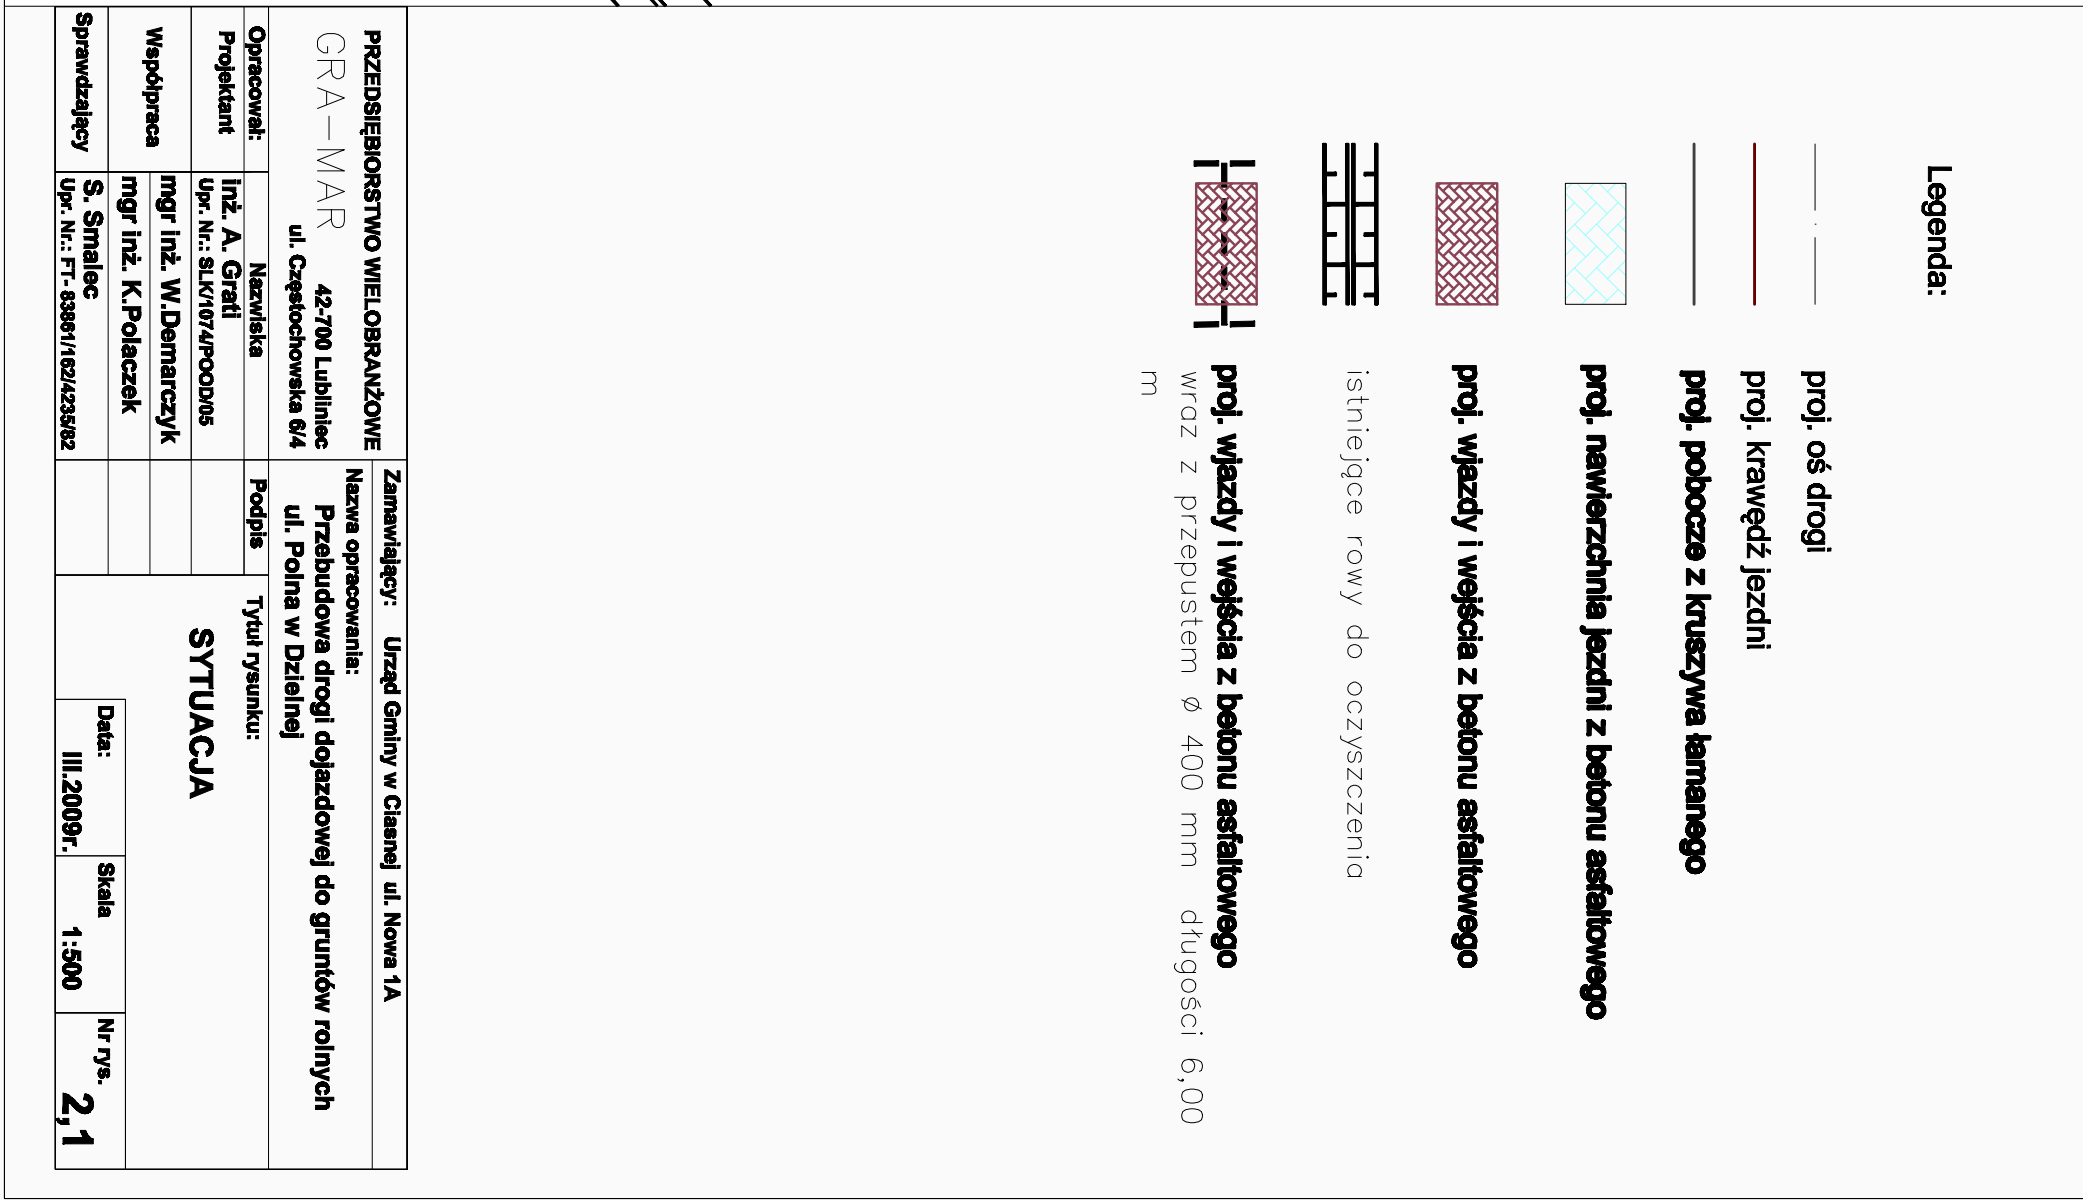 Legenda:
proj. oś drogi
proj. krawędź jezdni
proj. pobocze z kruszywa łamanego
proj. nawierzchnia jezdni z betonu asfaltowego
proj. wjazdy i wejścia z betonu asfaltowego
istniejące rowy do oczyszczenia
proj. wjazdy i wejścia z betonu asfaltowego
wraz z przepustem Ø 400 mm długości 6,00
m
PRZEDSIĘBIORSTWO WIELOBRANŻOWE
GRA-MAR
42-700 Lubliniec
ul. Częstochowska 6/4
Zamawiający: Urząd Gminy w Ciasnej ul. Nowa 1A
Nazwa opracowania:
Przebudowa drogi dojazdowej do gruntów rolnych
ul. Polna w Dzielnej
Opracował: Nazwiska Podpis
Projektant inż. A. Grati
Upr. Nr.: SLK/1074/POOD/05
Współpraca mgr inż. W.Demarczyk
mgr inż. K.Polaczek
Sprawdzający S. Smalec
Upr. Nr.: FT- 83861/162/4235/82
Tytuł rysunku:
SYTUACJA
Data: Skala Nr rys.
III.2009r. 1:500 2,1